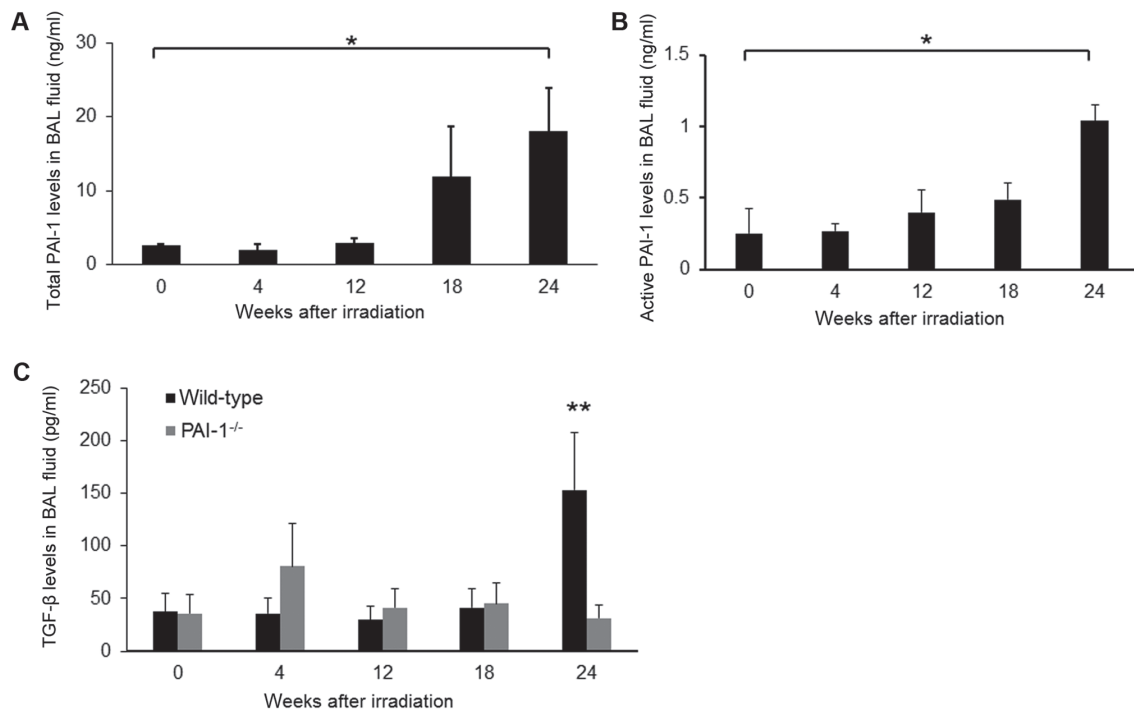 A
Total PAI-1 levels in BAL fluid (ng/ml)
30
20
10
0
*
0 4 12 18 24
Weeks after irradiation
B
Active PAI-1 levels in BAL fluid (ng/ml)
1.5
1
0.5
0
*
0 4 12 18 24
Weeks after irradiation
C
TGF-β levels in BAL fluid (pg/ml)
250
200
150
100
50
0
Wild-type
PAI-1-/-
**
0 4 12 18 24
Weeks after irradiation